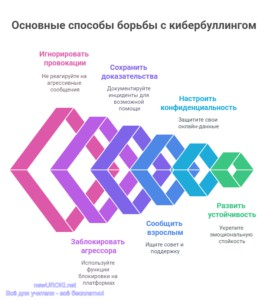 Основные способы борьбы с кибербуллингом
Игнорировать
провокации
Не реагируйте на
агрессивные
сообщения
Сохранить
доказательства
Документируйте
инциденты для
возможной
помощи
Настроить
конфиденциальность
Защитите свои
онлайн-данные
Заблокировать
агрессора
Используйте
функции
блокировки на
платформах
Сообщить
взрослым
Ищите совет и
поддержку
Развить
устойчивость
Укрепите
эмоциональную
стойкость
newUROKI.net
Всё для учителя - всё бесплатно!